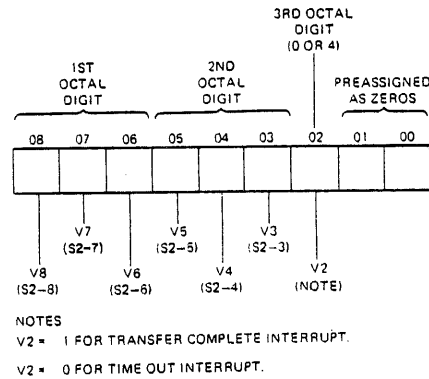 3RD OCTAL
DIGIT
(0 OR 4)
1ST
OCTAL
DIGIT
2ND
OCTAL
DIGIT
PREASSIGNED
AS ZEROS
08 07 06 05 04 03 02 01 00
V7
(S2-7)
V5
(S2-5)
V3
(S2-3)
V8
(S2-8)
V6
(S2-6)
V4
(S2-4)
V2
(NOTE)
NOTES
V2 = 1 FOR TRANSFER COMPLETE INTERRUPT.
V2 = 0 FOR TIME OUT INTERRUPT.